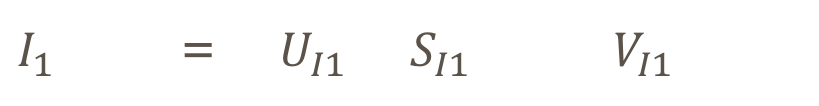 I₁ = U_I1 S_I1 V_I1